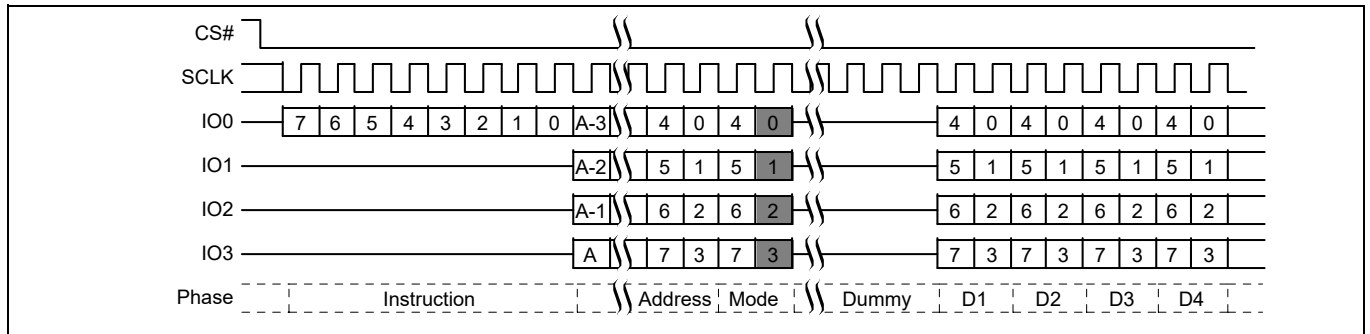 CS#
SCLK
IO0 7 6 5 4 3 2 1 0 A-3 4 0 4 0 4 0 4 0 4 0 4 0
IO1 A-2 5 1 5 1 5 1 5 1 5 1 5 1
IO2 A-1 6 2 6 2 6 2 6 2 6 2 6 2
IO3 A 7 3 7 3 7 3 7 3 7 3 7 3
Phase Instruction Address Mode Dummy D1 D2 D3 D4